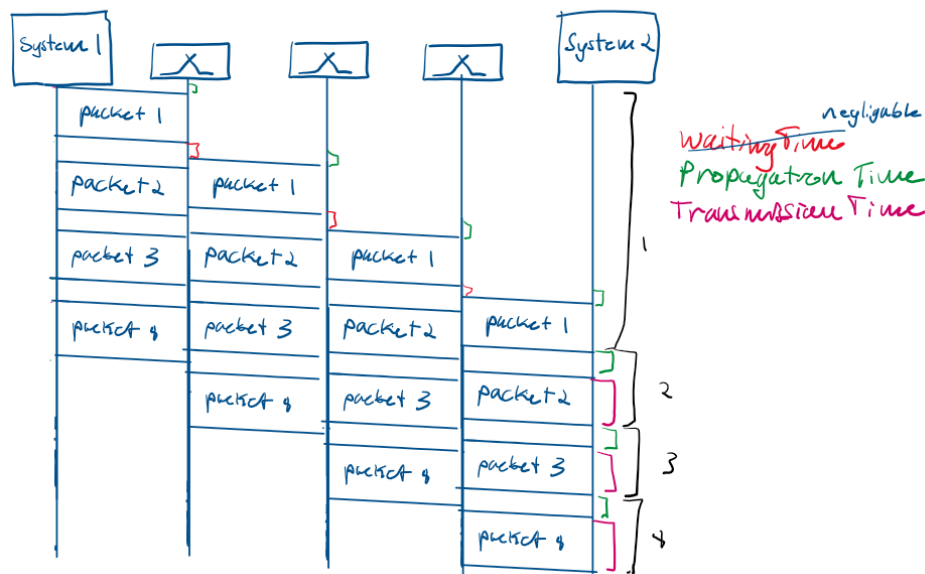 System 1
System 2
packet 1
negligable
Waiting Time
Propagation Time
Transmission Time
packet 2
packet 1
packet 3
packet 2
packet 1
1
packet 4
packet 3
packet 2
packet 1
packet 4
packet 3
packet 2
2
packet 4
packet 3
3
packet 4
4